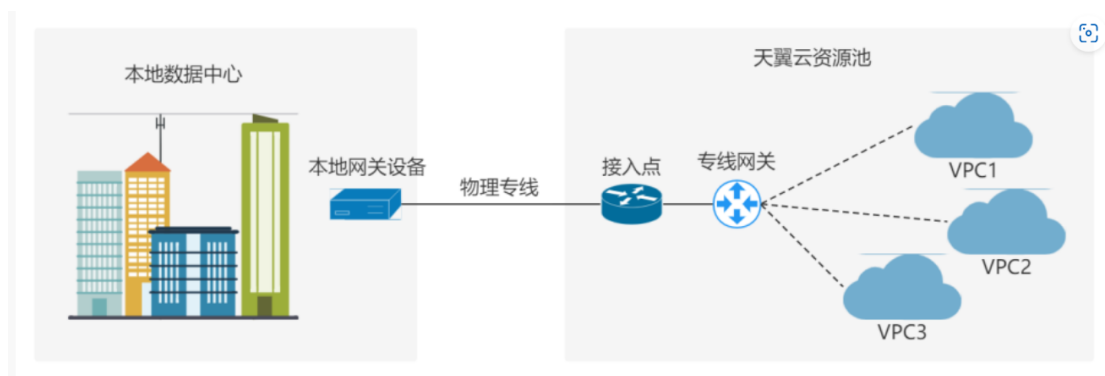 天翼云资源池
本地数据中心
本地网关设备
物理专线
接入点
专线网关
VPC1
VPC2
VPC3